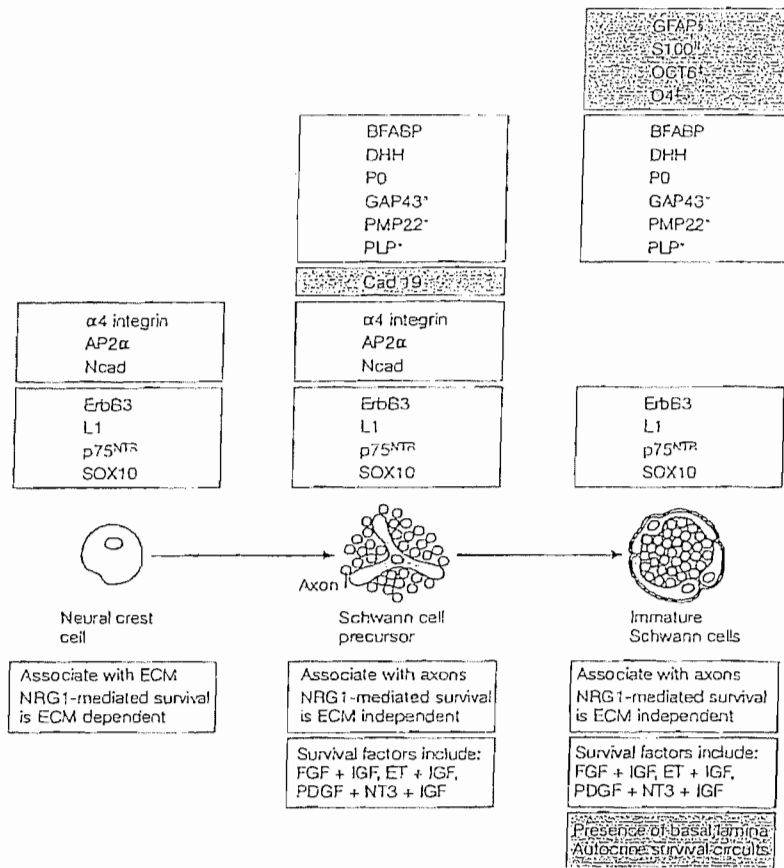 GFAP§
S100||
OCT6‡
O4‡
BFABP
DHH
P0
GAP43*
PMP22*
PLP*
BFABP
DHH
P0
GAP43*
PMP22*
PLP*
Cad 19
α4 integrin
AP2α
Ncad
α4 integrin
AP2α
Ncad
ErbB3
L1
p75NTR
SOX10
ErbB3
L1
p75NTR
SOX10
ErbB3
L1
p75NTR
SOX10
Axon
Neural crest
cell
Schwann cell
precursor
Immature
Schwann cells
Associate with ECM
NRG1-mediated survival
is ECM dependent
Associate with axons
NRG1-mediated survival
is ECM independent
Survival factors include:
FGF + IGF, ET + IGF,
PDGF + NT3 + IGF
Associate with axons
NRG1-mediated survival
is ECM independent
Survival factors include:
FGF + IGF, ET + IGF,
PDGF + NT3 + IGF
Presence of basal lamina
Autocrine survival circuits